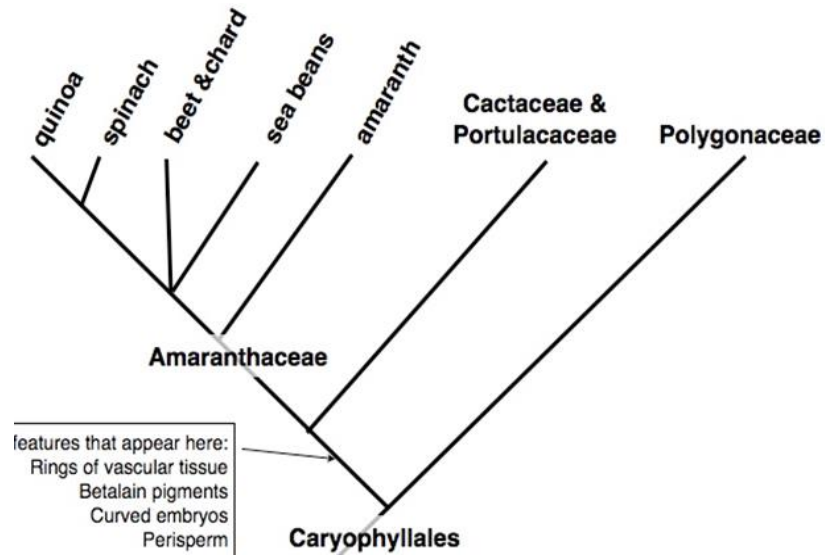 quinoa
spinach
beet &chard
sea beans
amaranth
Cactaceae &
Portulacaceae
Polygonaceae
Amaranthaceae
features that appear here:
Rings of vascular tissue
Betalain pigments
Curved embryos
Perisperm
Caryophyllales